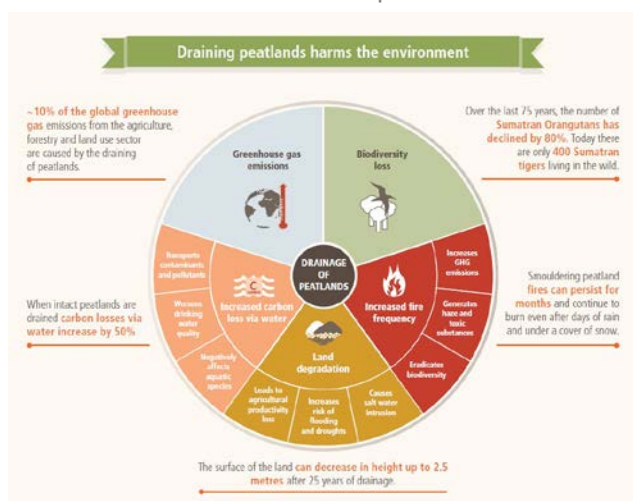 Draining peatlands harms the environment
~10% of the global greenhouse
gas emissions from the agriculture,
forestry and land use sector
are caused by the draining
of peatlands.
Over the last 75 years, the number of
Sumatran Orangutans has
declined by 80%. Today there
are only 400 Sumatran
tigers living in the wild.
Greenhouse gas
emissions
Biodiversity
loss
DRAINAGE
OF
PEATLANDS
Transports
contaminants
and pollutants
Worsens
drinking
water
quality
Negatively
affects
aquatic
species
C
Increased carbon
loss via water
Increased fire
frequency
Increases
GHG
emissions
Generates
haze and
toxic
substances
Eradicates
biodiversity
Land
degradation
Leads to
agricultural
productivity
loss
Increases
risk of
flooding
and droughts
Causes
salt water
intrusion
When intact peatlands are
drained carbon losses via
water increase by 50%
Smouldering peatland
fires can persist for
months and continue to
burn even after days of rain
and under a cover of snow.
The surface of the land can decrease in height up to 2.5
metres after 25 years of drainage.